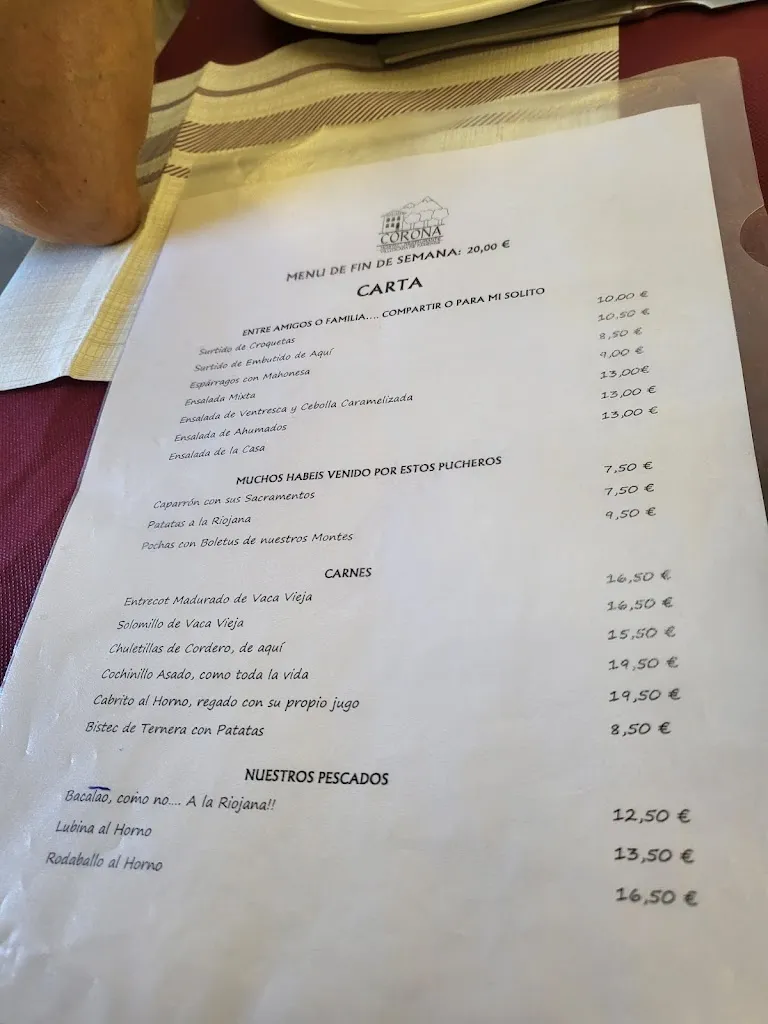 CORONA
MENU DE FIN DE SEMANA: 20,00 €
CARTA
ENTRE AMIGOS O FAMILIA.... COMPARTIR O PARA MI SOLITO
Surtido de Croquetas 10,00 €
Surtido de Embutido de Aquí 10,50 €
Espárragos con Mahonesa 8,50 €
Ensalada Mixta 9,00 €
Ensalada de Ventresca y Cebolla Caramelizada 13,00€
Ensalada de Ahumados 13,00 €
Ensalada de la Casa 13,00 €
MUCHOS HABEIS VENIDO POR ESTOS PUCHEROS
Caparrón con sus Sacramentos 7,50 €
Patatas a la Riojana 7,50 €
Pochas con Boletus de nuestros Montes 9,50 €
CARNES
Entrecot Madurado de Vaca Vieja 16,50 €
Solomillo de Vaca Vieja 16,50 €
Chuletillas de Cordero, de aquí 15,50 €
Cochinillo Asado, como toda la vida 19,50 €
Cabrito al Horno, regado con su propio jugo 19,50 €
Bistec de Ternera con Patatas 8,50 €
NUESTROS PESCADOS
Bacalao, como no.... A la Riojana!! 12,50 €
Lubina al Horno 13,50 €
Rodaballo al Horno 16,50 €